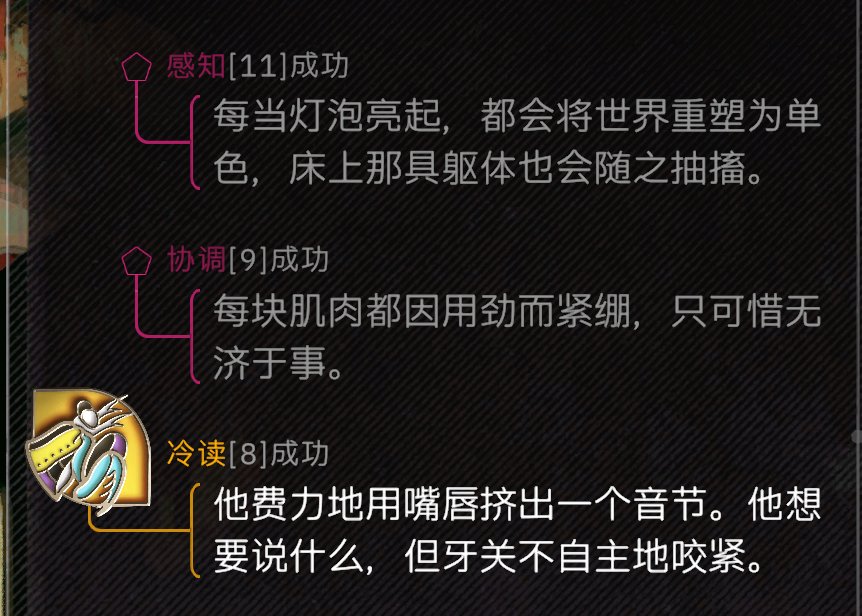 感知[11]成功
每当灯泡亮起，都会将世界重塑为单
色，床上那具躯体也会随之抽搐。
协调[9]成功
每块肌肉都因用劲而紧绷，只可惜无
济于事。
冷读[8]成功
他费力地用嘴唇挤出一个音节。他想
要说什么，但牙关不自主地咬紧。